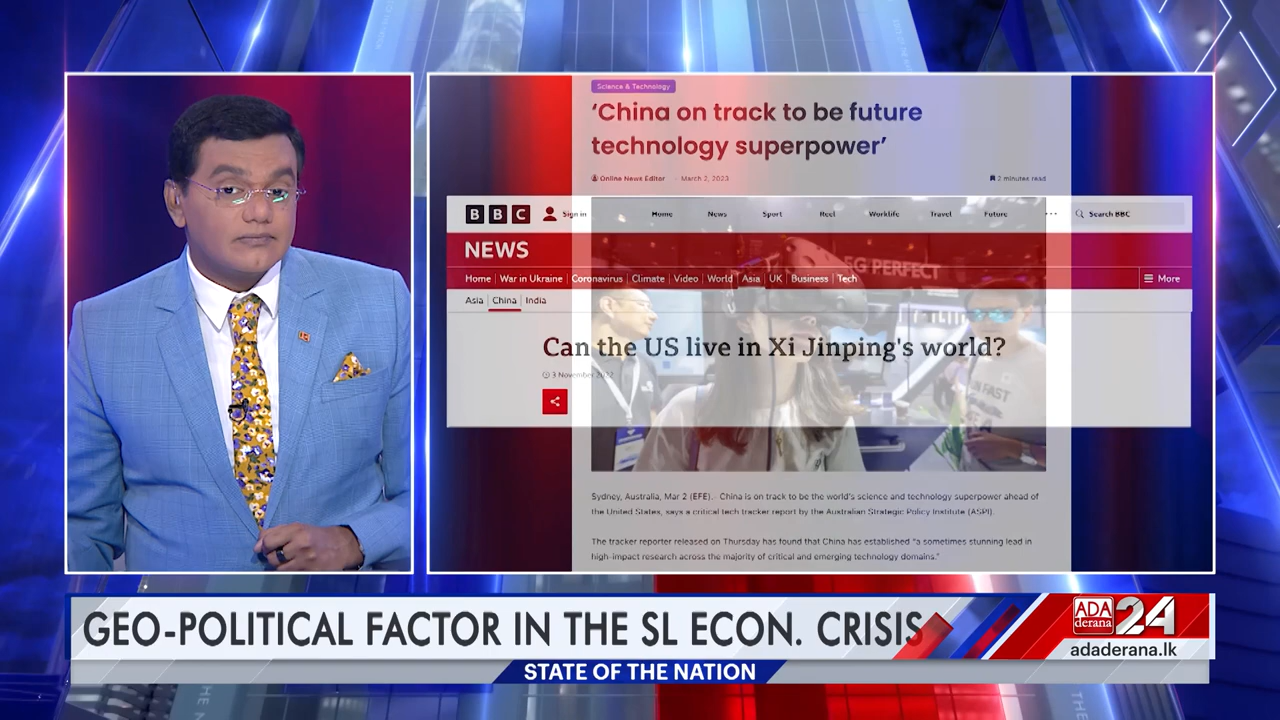 Science & Technology
'China on track to be future
technology superpower'
Online News Editor - March 2, 2023
2 minutes read
BBC Sign in Home News Sport Reel Worklife Travel Future ... Search BBC
5G PERFECT
NEWS
Home War in Ukraine Coronavirus Climate Video World Asia UK Business Tech More
Asia China India
Can the US live in Xi Jinping's world?
3 November 2022
Sydney, Australia, Mar 2 (EFE).- China is on track to be the world's science and technology superpower ahead of
the United States, says a critical tech tracker report by the Australian Strategic Policy Institute (ASPI).
The tracker reporter released on Thursday has found that China has established "a sometimes stunning lead in
high-impact research across the majority of critical and emerging technology domains."
GEO-POLITICAL FACTOR IN THE SL ECON. CRISIS
STATE OF THE NATION
ADA
derana
24
adaderana.lk